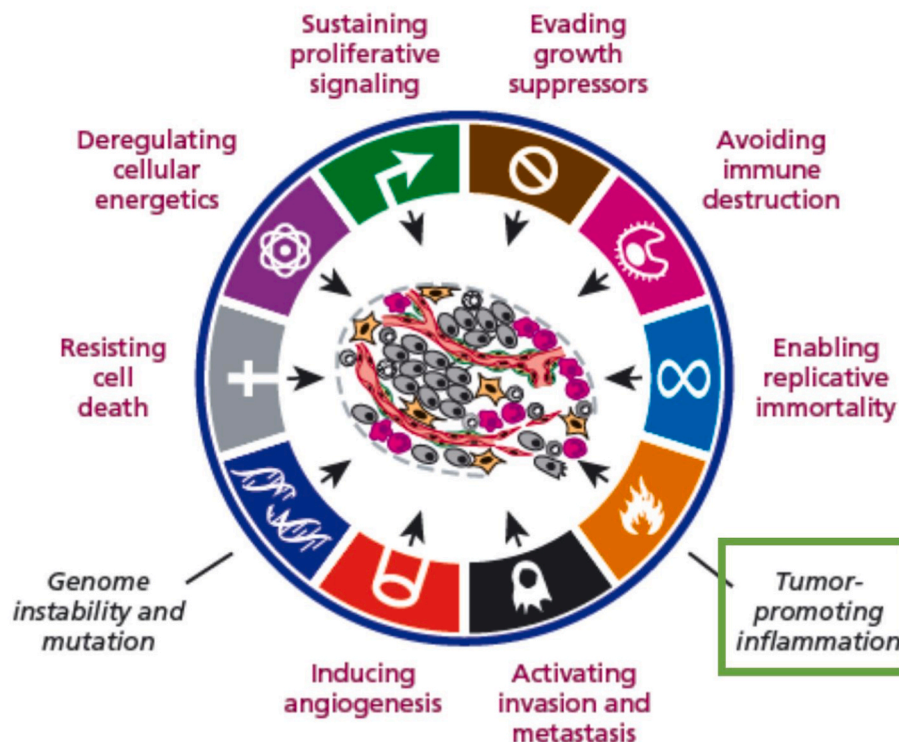 Sustaining
proliferative
signaling
Evading
growth
suppressors
Deregulating
cellular
energetics
Avoiding
immune
destruction
Resisting
cell
death
Enabling
replicative
immortality
Genome
instability and
mutation
Tumor-
promoting
inflammation
Inducing
angiogenesis
Activating
invasion and
metastasis